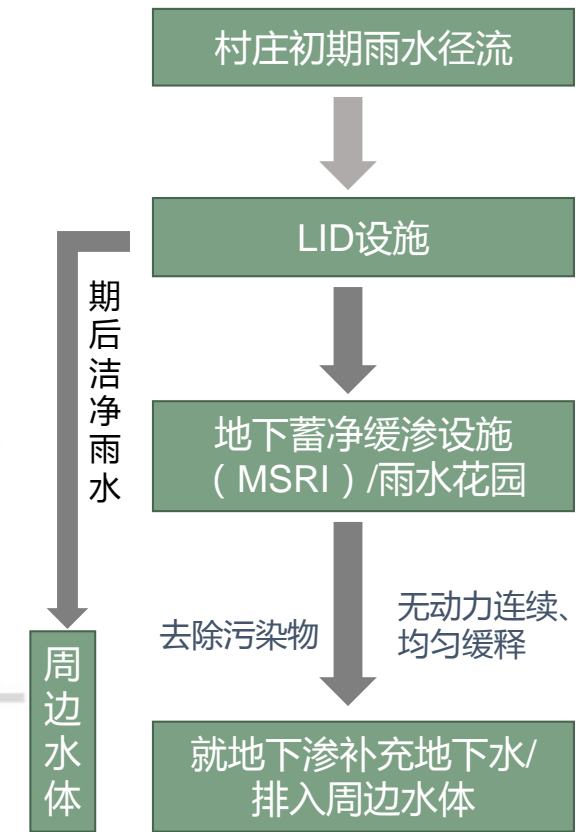 村庄初期雨水径流
LID设施
期后洁净雨水
地下蓄净缓渗设施
（MSRI）/雨水花园
去除污染物
无动力连续、
均匀缓释
周边水体
就地下渗补充地下水/
排入周边水体